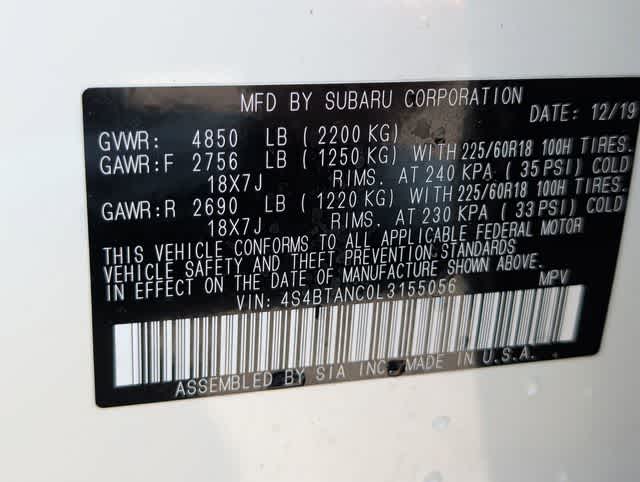 MFD BY SUBARU CORPORATION DATE: 12/19
GVWR: 4850 LB (2200 KG)
GAWR:F 2756 LB (1250 KG) WITH 225/60R18 100H TIRES.
18X7J RIMS. AT 240 KPA (35 PSI) COLD
GAWR:R 2690 LB (1220 KG) WITH 225/60R18 100H TIRES.
18X7J RIMS. AT 230 KPA (33 PSI) COLD
THIS VEHICLE CONFORMS TO ALL APPLICABLE FEDERAL MOTOR
VEHICLE SAFETY AND THEFT PREVENTION STANDARDS
IN EFFECT ON THE DATE OF MANUFACTURE SHOWN ABOVE.
VIN: 4S4BTANC0L3155056 MPV
ASSEMBLED BY SIA INC. MADE IN U.S.A.